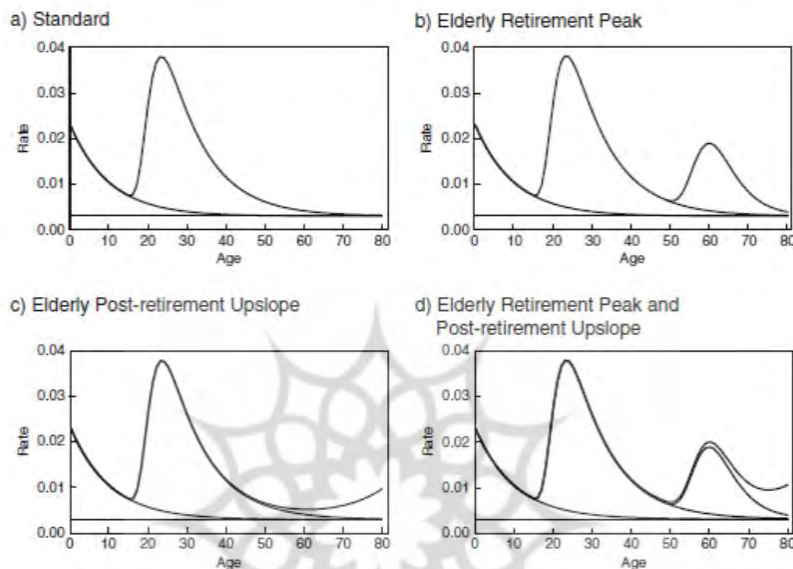 a) Standard
b) Elderly Retirement Peak
0.04
0.03
0.02
0.01
0.00
Rate
0 10 20 30 40 50 60 70 80
Age
0.04
0.03
0.02
0.01
0.00
Rate
0 10 20 30 40 50 60 70 80
Age
c) Elderly Post-retirement Upslope
d) Elderly Retirement Peak and
Post-retirement Upslope
0.04
0.03
0.02
0.01
0.00
Rate
0 10 20 30 40 50 60 70 80
Age
0.04
0.03
0.02
0.01
0.00
Rate
0 10 20 30 40 50 60 70 80
Age